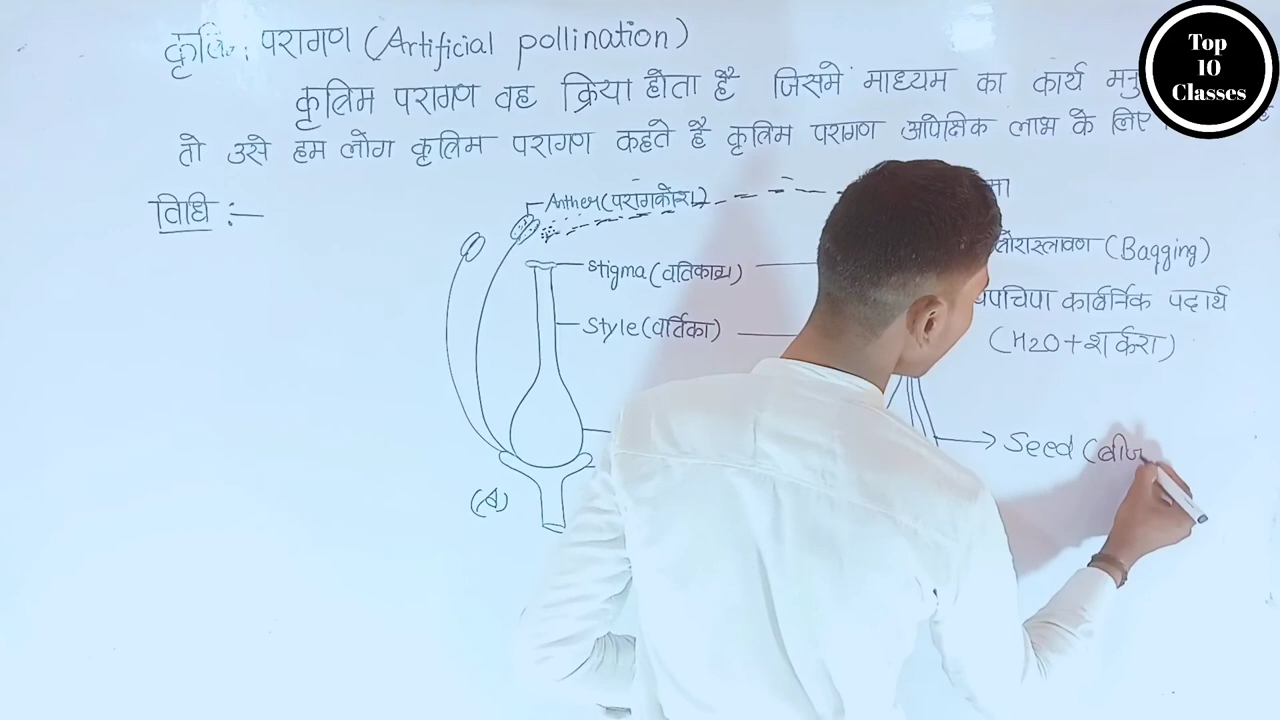 परागण (Artificial pollination)
कृत्रिम परागण वह क्रिया होता है जिसमें माध्यम का कार्य
तो उसे हम लोग कृत्रिम परागण कहते है कृत्रिम परागण आपेक्षिक लाभ के लिए
विधि :—
Anther(परागकोश)
Stigma (वर्तिकाग्र)
Style (वर्तिका)
(Bagging)
पदार्थ
(H2O+शर्करा)
Seed (बीज
(A)
Top
10
Classes